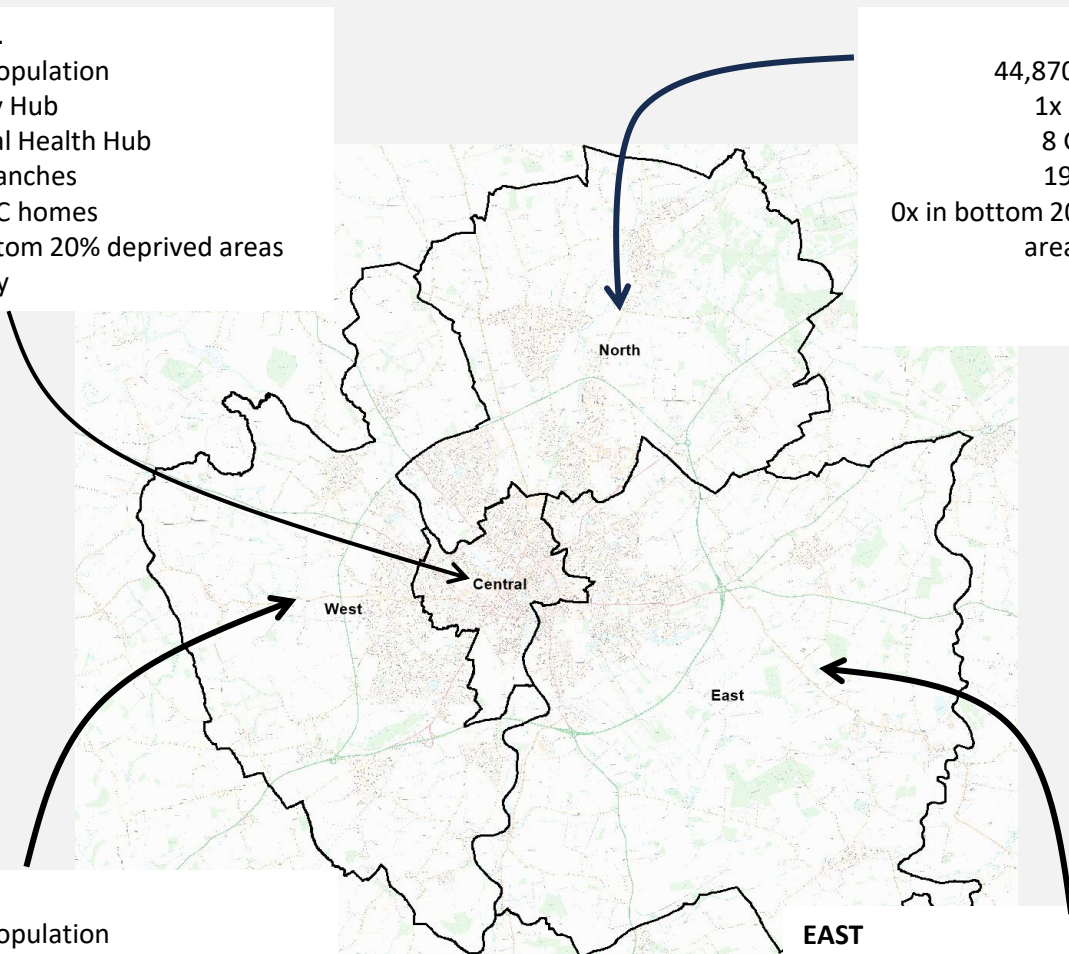 opulation
Hub
al Health Hub
anches
C homes
tom 20% deprived areas
44,870
1x
8
19
0x in bottom 20
area
North
Central
West
East
opulation
EAST